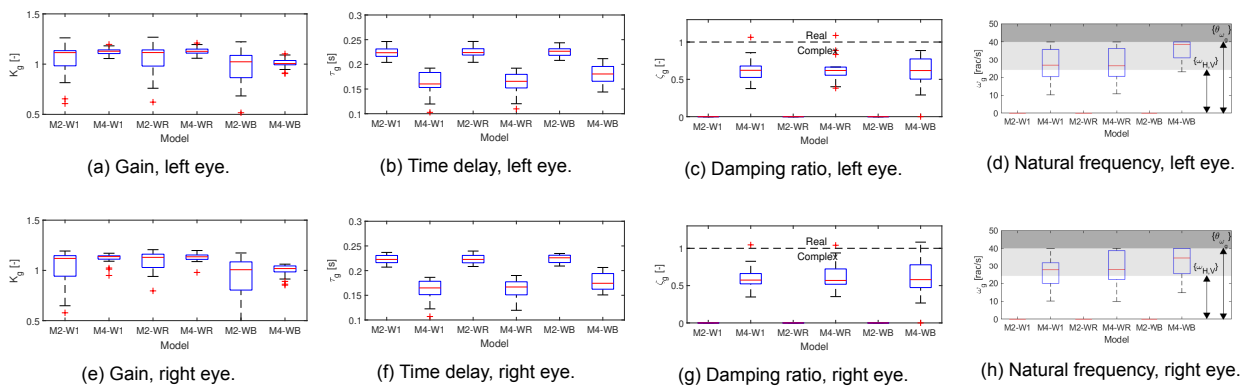 1.5
1
0.5
K_g [-]
M2-W1 M4-W1 M2-WR M4-WR M2-WB M4-WB
Model
(a) Gain, left eye.
0.3
0.25
0.2
0.15
0.1
τ_g [s]
M2-W1 M4-W1 M2-WR M4-WR M2-WB M4-WB
Model
(b) Time delay, left eye.
1
0.5
0
ζ_g [-]
Real
Complex
M2-W1 M4-W1 M2-WR M4-WR M2-WB M4-WB
Model
(c) Damping ratio, left eye.
50
40
30
20
10
0
ω_g [rac/s]
{θ_ω_g}
{ω_H,V}
M2-W1 M4-W1 M2-WR M4-WR M2-WB M4-WB
Model
(d) Natural frequency, left eye.
1.5
1
0.5
K_g [-]
M2-W1 M4-W1 M2-WR M4-WR M2-WB M4-WB
Model
(e) Gain, right eye.
0.3
0.25
0.2
0.15
0.1
τ_g [s]
M2-W1 M4-W1 M2-WR M4-WR M2-WB M4-WB
Model
(f) Time delay, right eye.
1
0.5
0
ζ_g [-]
Real
Complex
M2-W1 M4-W1 M2-WR M4-WR M2-WB M4-WB
Model
(g) Damping ratio, right eye.
50
40
30
20
10
0
ω_g [rac/s]
{θ_ω_g}
{ω_H,V}
M2-W1 M4-W1 M2-WR M4-WR M2-WB M4-WB
Model
(h) Natural frequency, right eye.